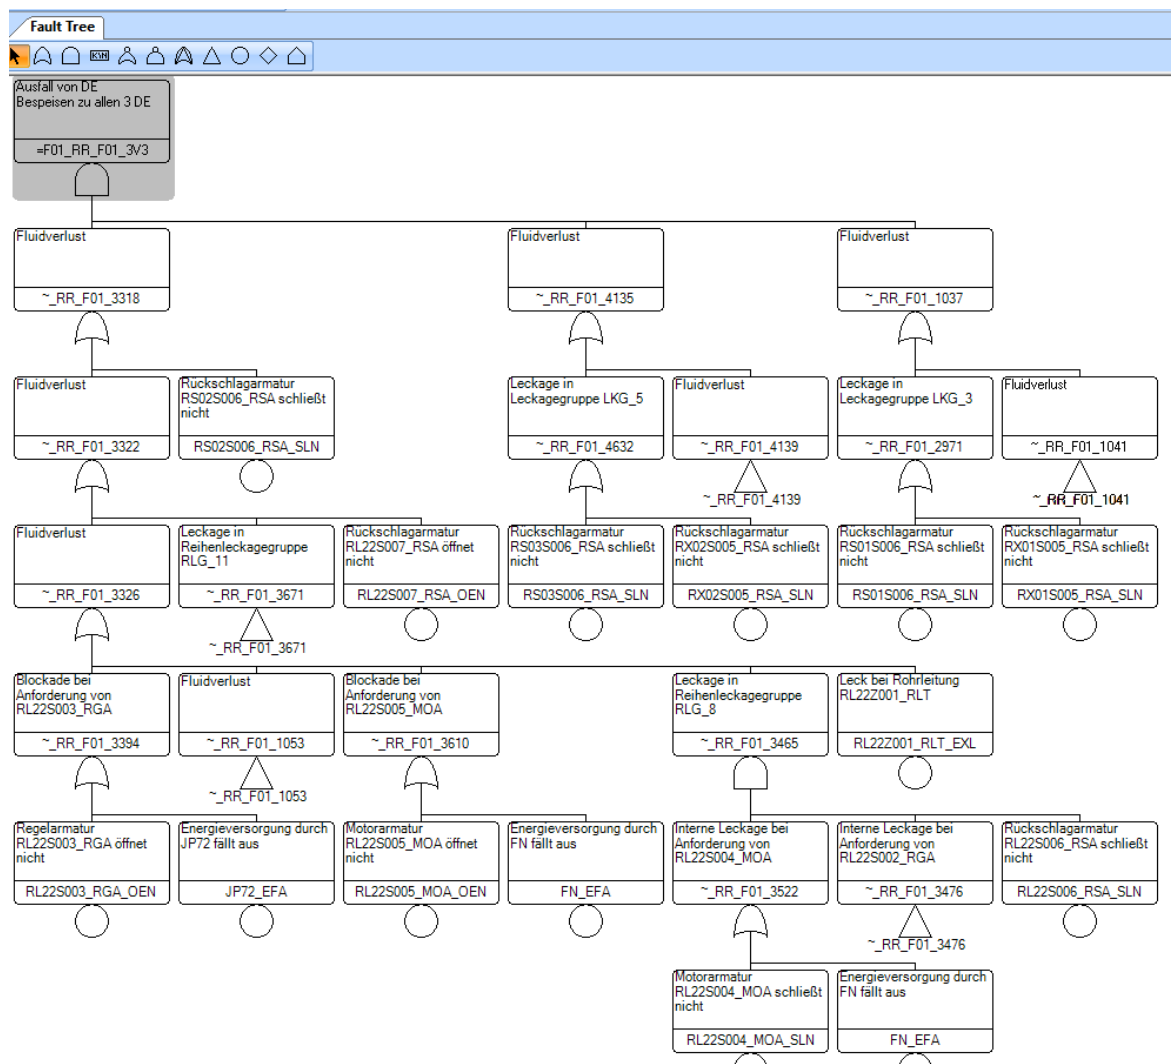 Fault Tree
K\N
Ausfall von DE
Bespeisen zu allen 3 DE
=F01_RR_F01_3V3
Fluidverlust
~_RR_F01_3318
Fluidverlust
~_RR_F01_4135
Fluidverlust
~_RR_F01_1037
Fluidverlust
~_RR_F01_3322
Rückschlagarmatur
RS02S006_RSA schließt
nicht
RS02S006_RSA_SLN
Leckage in
Leckagegruppe LKG_5
~_RR_F01_4632
Fluidverlust
~_RR_F01_4139
~_RR_F01_4139
Leckage in
Leckagegruppe LKG_3
~_RR_F01_2971
Fluidverlust
~_RR_F01_1041
~_RR_F01_1041
Fluidverlust
~_RR_F01_3326
Leckage in
Reihenleckagegruppe
RLG_11
~_RR_F01_3671
~_RR_F01_3671
Rückschlagarmatur
RL22S007_RSA öffnet
nicht
RL22S007_RSA_OEN
Rückschlagarmatur
RS03S006_RSA schließt
nicht
RS03S006_RSA_SLN
Rückschlagarmatur
RX02S005_RSA schließt
nicht
RX02S005_RSA_SLN
Rückschlagarmatur
RS01S006_RSA schließt
nicht
RS01S006_RSA_SLN
Rückschlagarmatur
RX01S005_RSA schließt
nicht
RX01S005_RSA_SLN
Blockade bei
Anforderung von
RL22S003_RGA
~_RR_F01_3394
Fluidverlust
~_RR_F01_1053
~_RR_F01_1053
Blockade bei
Anforderung von
RL22S005_MOA
~_RR_F01_3610
Leckage in
Reihenleckagegruppe
RLG_8
~_RR_F01_3465
Leck bei Rohrleitung
RL22Z001_RLT
RL22Z001_RLT_EXL
Regelarmatur
RL22S003_RGA öffnet
nicht
RL22S003_RGA_OEN
Energieversorgung durch
JP72 fällt aus
JP72_EFA
Motorarmatur
RL22S005_MOA öffnet
nicht
RL22S005_MOA_OEN
Energieversorgung durch
FN fällt aus
FN_EFA
Interne Leckage bei
Anforderung von
RL22S004_MOA
~_RR_F01_3522
Interne Leckage bei
Anforderung von
RL22S002_RGA
~_RR_F01_3476
~_RR_F01_3476
Rückschlagarmatur
RL22S006_RSA schließt
nicht
RL22S006_RSA_SLN
Motorarmatur
RL22S004_MOA schließt
nicht
RL22S004_MOA_SLN
Energieversorgung durch
FN fällt aus
FN_EFA